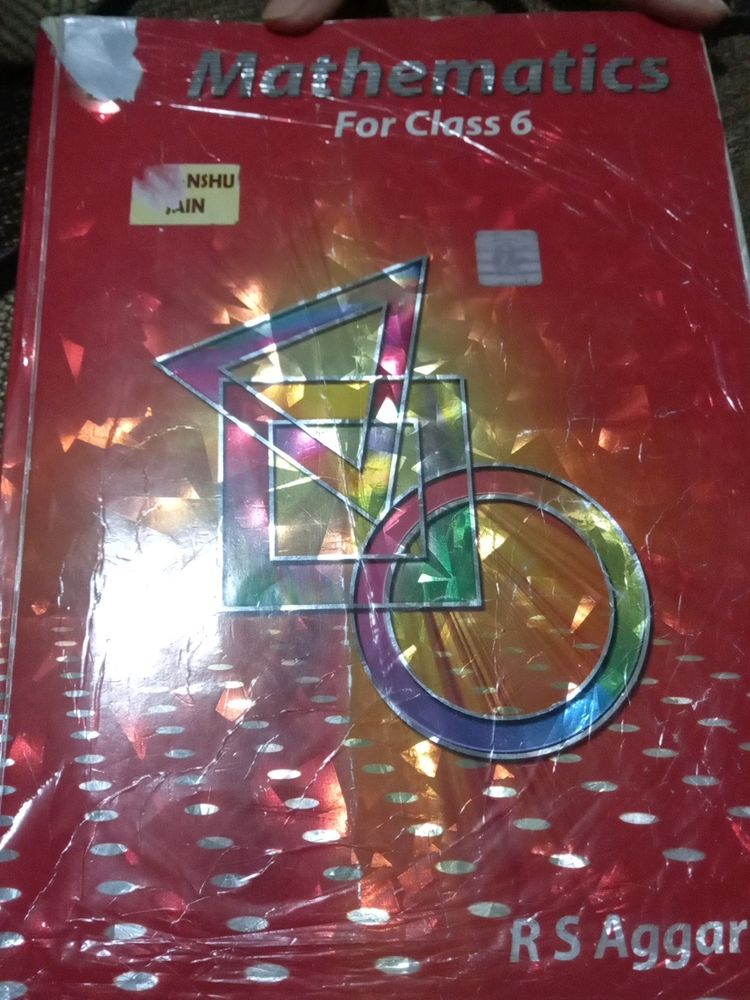 Mathematics
For Class 6
NSHU
AIN
R S Aggar